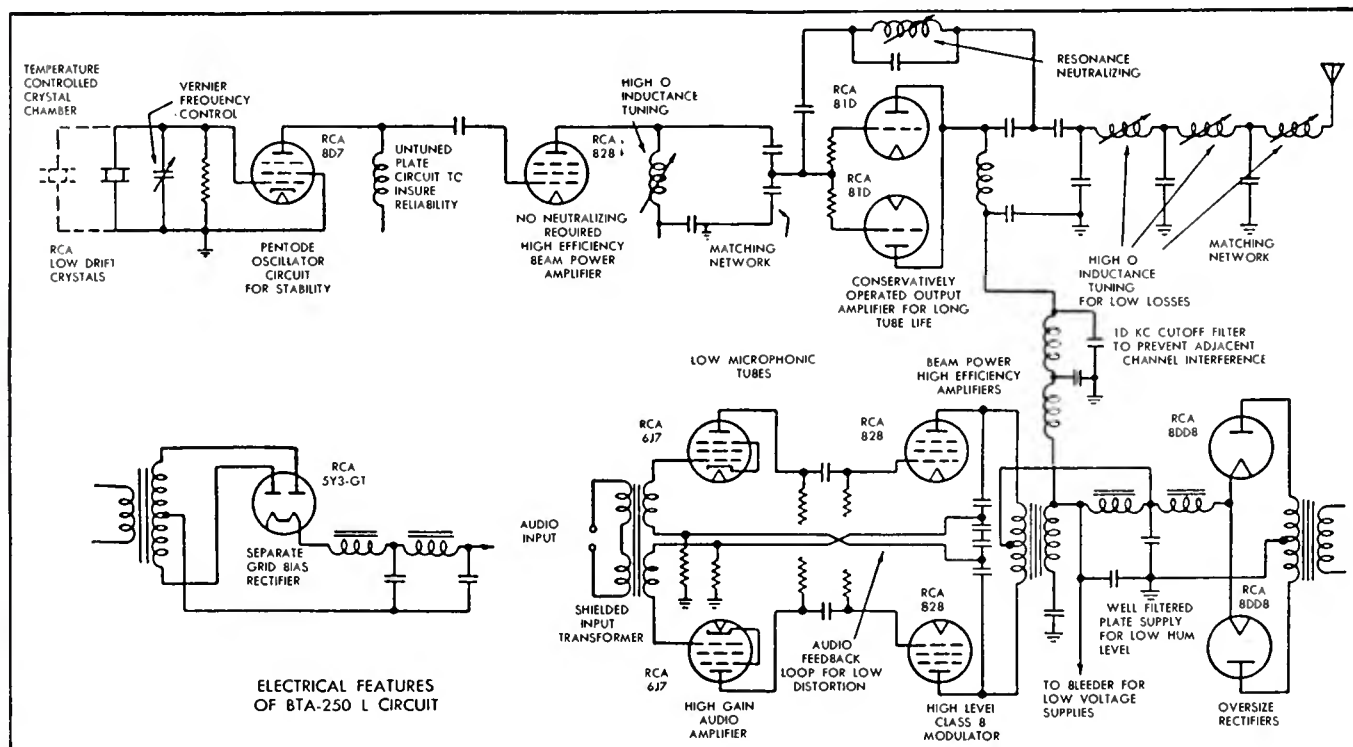 TEMPERATURE
CONTROLLED
CRYSTAL
CHAMBER
VERNIER
FREQUENCY
CONTROL
RCA
8D7
UNTUNED
PLATE
CIRCUIT TO
INSURE
RELIABILITY
RCA
LOW DRIFT
CRYSTALS
PENTODE
OSCILLATOR
CIRCUIT
FOR STABILITY
RCA
828
NO NEUTRALIZING
REQUIRED
HIGH EFFICIENCY
BEAM POWER
AMPLIFIER
HIGH Q
INDUCTANCE
TUNING
MATCHING
NETWORK
RCA
81D
RCA
81D
RESONANCE
NEUTRALIZING
CONSERVATIVELY
OPERATED OUTPUT
AMPLIFIER FOR LONG
TUBE LIFE
HIGH Q
INDUCTANCE
TUNING
FOR LOW LOSSES
MATCHING
NETWORK
1D KC CUTOFF FILTER
TO PREVENT ADJACENT
CHANNEL INTERFERENCE
RCA
5Y3-GT
SEPARATE
GRID BIAS
RECTIFIER
LOW MICROPHONIC
TUBES
RCA
6J7
BEAM POWER
HIGH EFFICIENCY
AMPLIFIERS
RCA
828
RCA
8DD8
AUDIO
INPUT
SHIELDED
INPUT
TRANSFORMER
RCA
6J7
HIGH GAIN
AUDIO
AMPLIFIER
AUDIO
FEEDBACK
LOOP FOR LOW
DISTORTION
RCA
828
HIGH LEVEL
CLASS B
MODULATOR
WELL FILTERED
PLATE SUPPLY
FOR LOW HUM
LEVEL
RCA
8DD8
TO BLEEDER FOR
LOW VOLTAGE
SUPPLIES
OVERSIZE
RECTIFIERS
ELECTRICAL FEATURES
OF BTA-250 L CIRCUIT